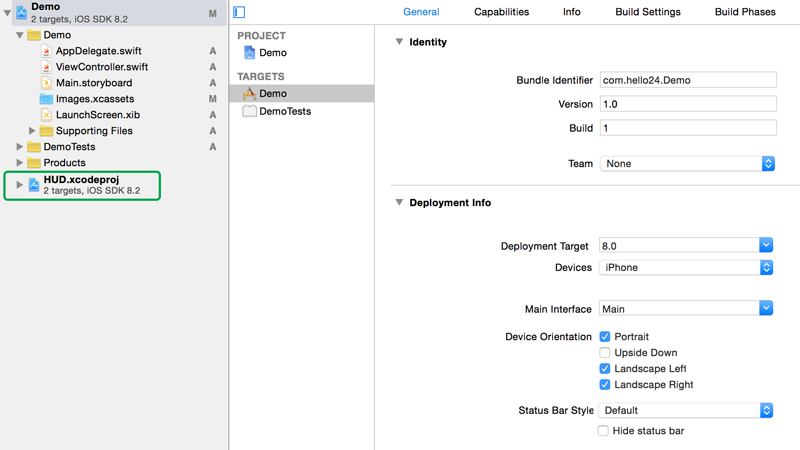 Demo
2 targets, iOS SDK 8.2 M
Demo
AppDelegate.swift A
ViewController.swift A
Main.storyboard A
Images.xcassets M
LaunchScreen.xib A
Supporting Files
DemoTests A
Products
HUD.xcodeproj
2 targets, iOS SDK 8.2
PROJECT
Demo
TARGETS
Demo
DemoTests
General Capabilities Info Build Settings Build Phases
Identity
Bundle Identifier com.hello24.Demo
Version 1.0
Build 1
Team None
Deployment Info
Deployment Target 8.0
Devices iPhone
Main Interface Main
Device Orientation Portrait
Upside Down
Landscape Left
Landscape Right
Status Bar Style Default
Hide status bar